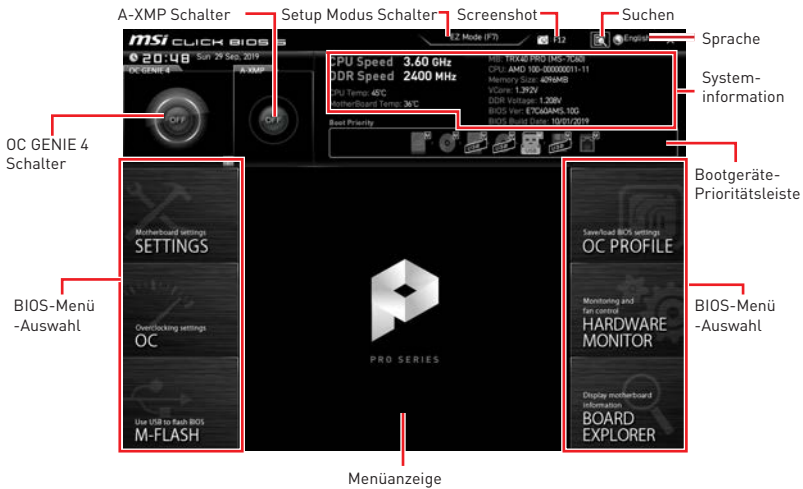 A-XMP Schalter
Setup Modus Schalter
Screenshot
Suchen
Sprache
System-
information
Bootgeräte-
Prioritätsleiste
OC GENIE 4
Schalter
BIOS-Menü
-Auswahl
BIOS-Menü
-Auswahl
Menüanzeige
msi CLICK BIOS 5
EZ Mode (F7)
F12
English
20:48 Sun 29 Sep, 2019
OC GENIE 4
A-XMP
OFF
OFF
CPU Speed 3.60 GHz
DDR Speed 2400 MHz
CPU Temp: 45°C
MotherBoard Temp: 36°C
MB: TRX40 PRO (MS-7C60)
CPU: AMD 100-000000011-11
Memory Size: 4096MB
VCore: 1.392V
DDR Voltage: 1.208V
BIOS Ver: E7C60AMS.10G
BIOS Build Date: 10/01/2019
Boot Priority
USB
USB
USB
USB
Motherboard settings
SETTINGS
Overclocking settings
OC
Use USB to flash BIOS
M-FLASH
PRO SERIES
Save/load BIOS settings
OC PROFILE
Monitoring and
fan control
HARDWARE
MONITOR
Display motherboard
information
BOARD
EXPLORER